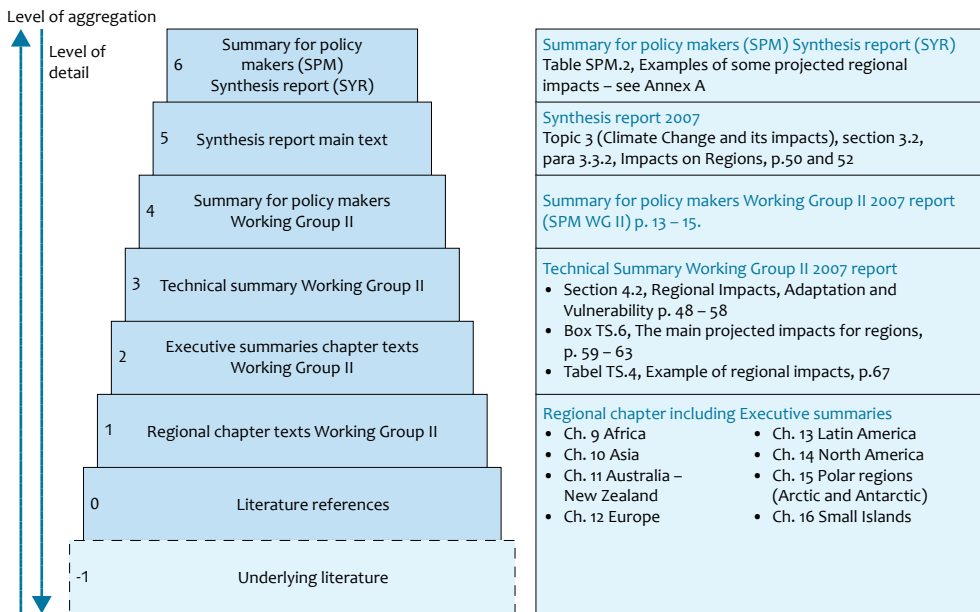 Level of aggregation
Level of
detail
6
Summary for policy
makers (SPM)
Synthesis report (SYR)
5
Synthesis report main text
4
Summary for policy makers
Working Group II
3
Technical summary Working Group II
2
Executive summaries chapter texts
Working Group II
1
Regional chapter texts Working Group II
0
Literature references
-1
Underlying literature
Summary for policy makers (SPM) Synthesis report (SYR)
Table SPM.2, Examples of some projected regional
impacts – see Annex A
Synthesis report 2007
Topic 3 (Climate Change and its impacts), section 3.2,
para 3.3.2, Impacts on Regions, p.50 and 52
Summary for policy makers Working Group II 2007 report
(SPM WG II) p. 13 – 15.
Technical Summary Working Group II 2007 report
• Section 4.2, Regional Impacts, Adaptation and
Vulnerability p. 48 – 58
• Box TS.6, The main projected impacts for regions,
p. 59 – 63
• Tabel TS.4, Example of regional impacts, p.67
Regional chapter including Executive summaries
• Ch. 9 Africa
• Ch. 10 Asia
• Ch. 11 Australia –
New Zealand
• Ch. 12 Europe
• Ch. 13 Latin America
• Ch. 14 North America
• Ch. 15 Polar regions
(Arctic and Antarctic)
• Ch. 16 Small Islands